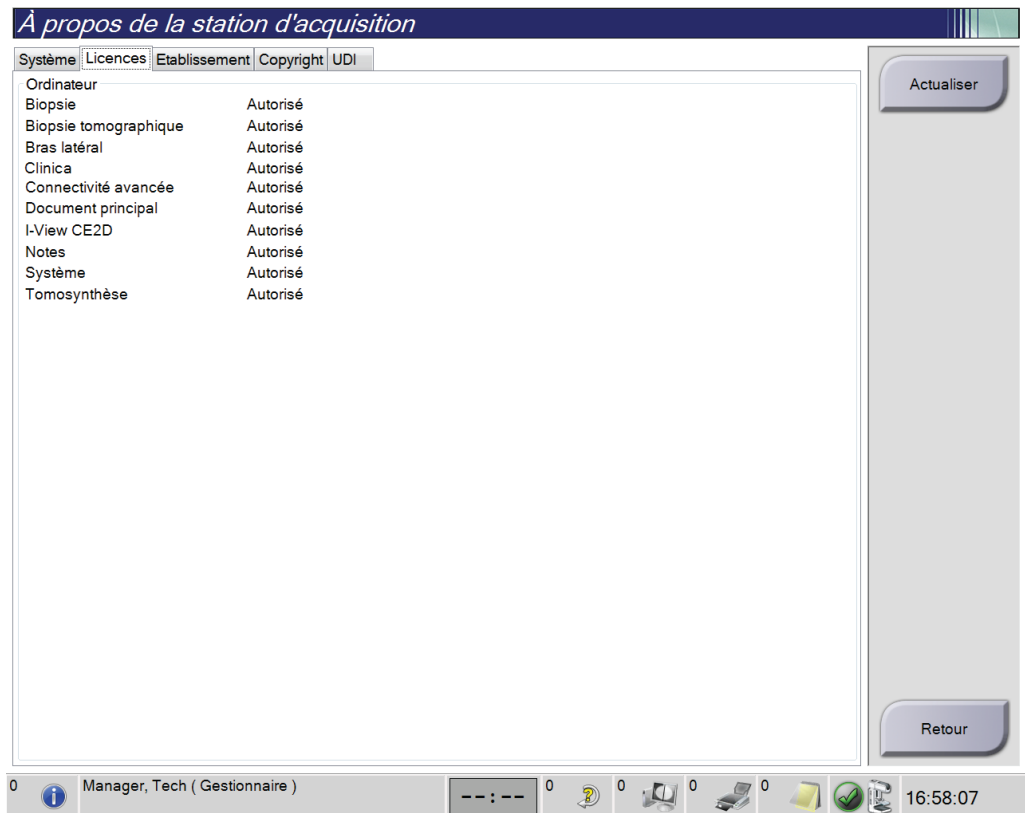 À propos de la station d'acquisition
Système Licences Etablissement Copyright UDI
Actualiser
Ordinateur
Biopsie Autorisé
Biopsie tomographique Autorisé
Bras latéral Autorisé
Clinica Autorisé
Connectivité avancée Autorisé
Document principal Autorisé
I-View CE2D Autorisé
Notes Autorisé
Système Autorisé
Tomosynthèse Autorisé
Retour
0 Manager, Tech ( Gestionnaire ) --:-- 0 0 0 0 16:58:07